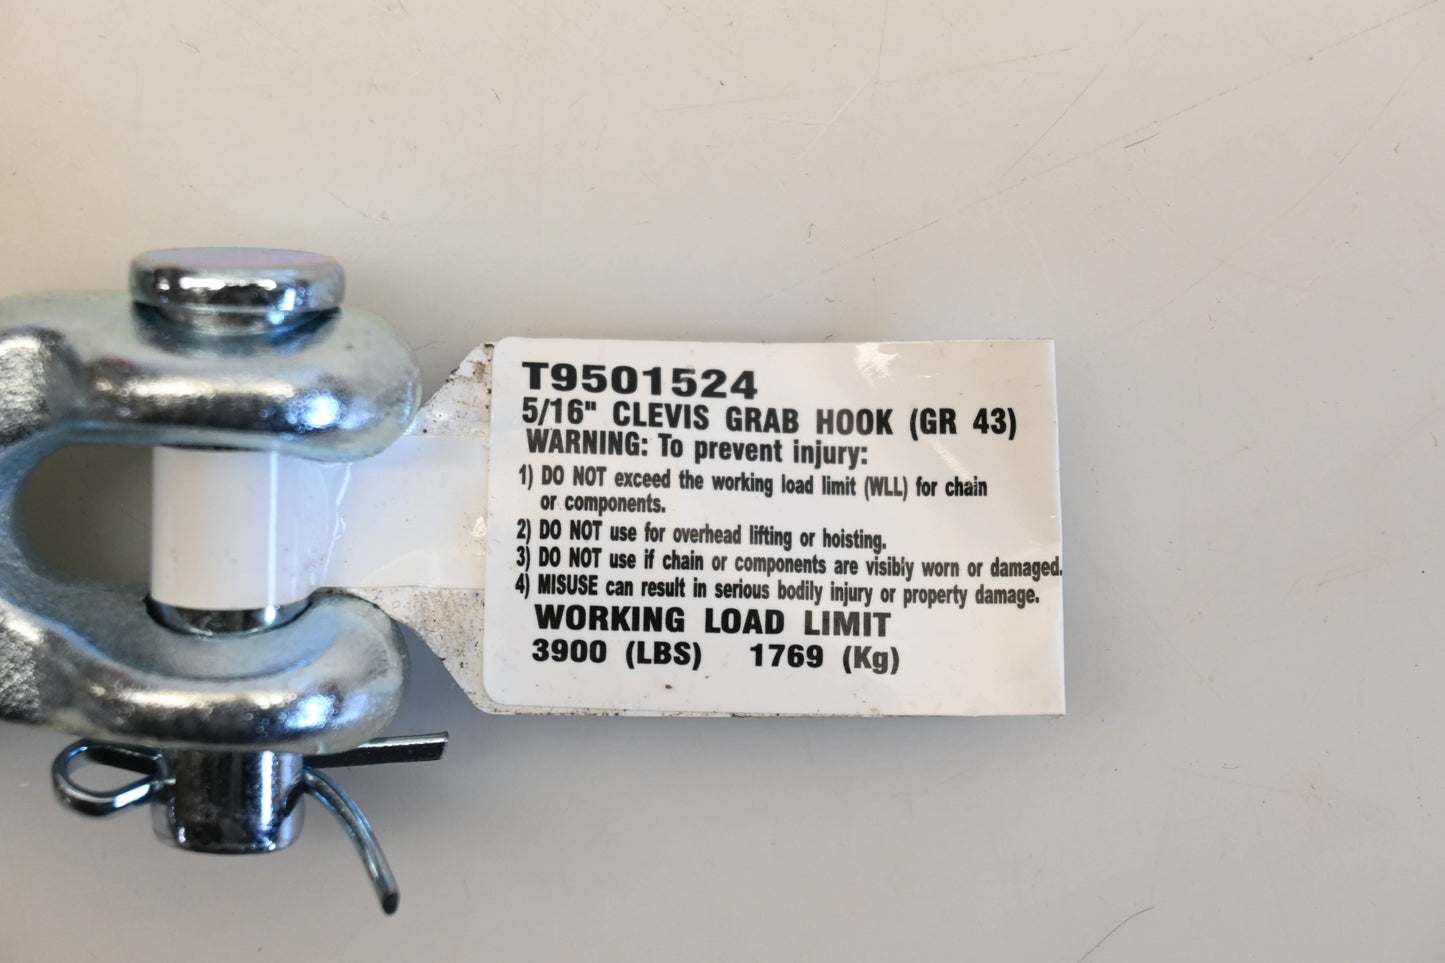 T9501524
5/16" CLEVIS GRAB HOOK (GR 43)
WARNING: To prevent injury:
1) DO NOT exceed the working load limit (WLL) for chain
or components.
2) DO NOT use for overhead lifting or hoisting.
3) DO NOT use if chain or components are visibly worn or damaged.
4) MISUSE can result in serious bodily injury or property damage.
WORKING LOAD LIMIT
3900 (LBS) 1769 (Kg)